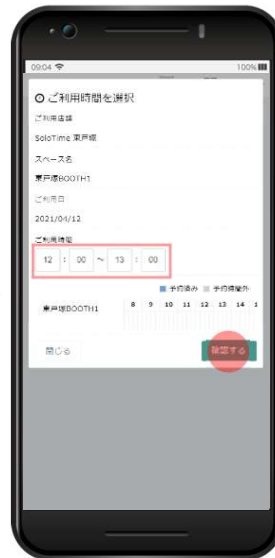 09:04 100%
ご利用時間を選択
ご利用店舗
SoloTime 東戸塚
スペース名
東戸塚BOOTH1
ご利用日
2021/04/12
ご利用時間
12 : 00 ~ 13 : 00
予約済み 予約時間外
東戸塚BOOTH1 8 9 10 11 12 13 14 1
閉じる 確認する